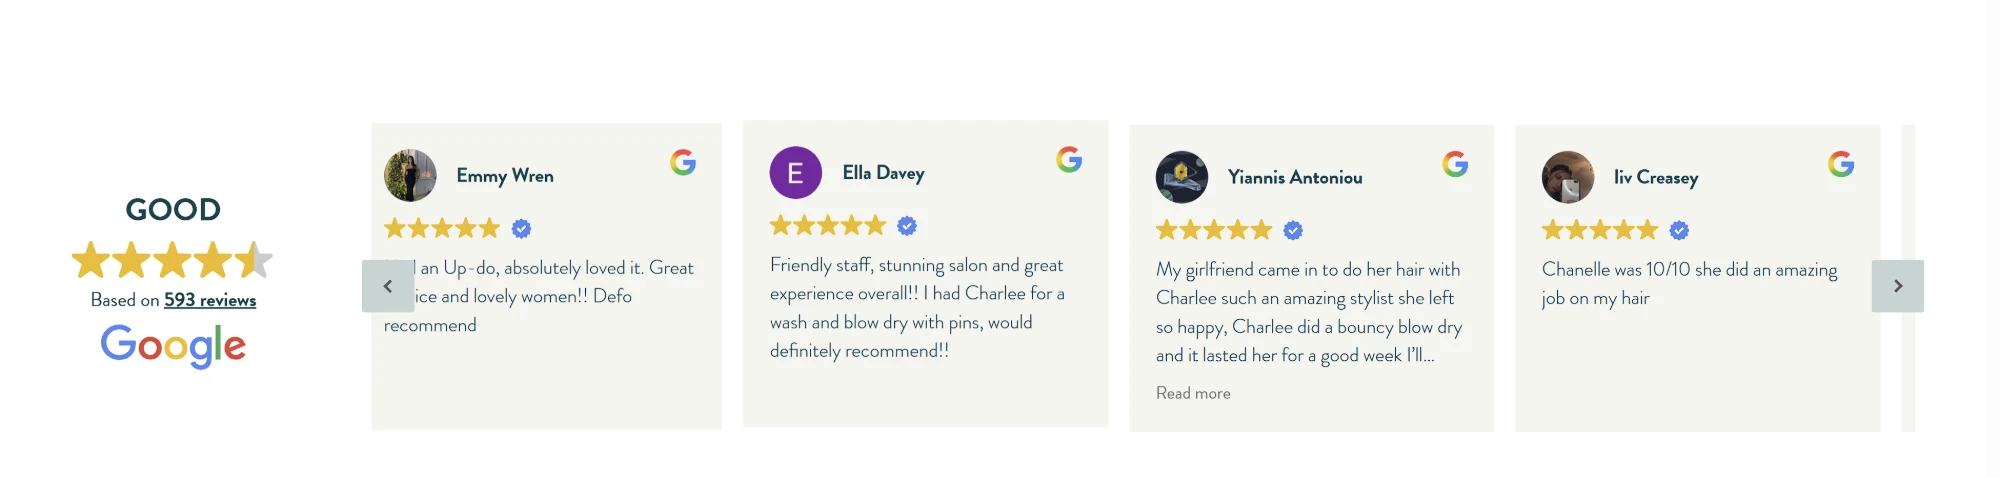 GOOD
Based on 593 reviews
Google
Emmy Wren
an Up-do, absolutely loved it. Great
ice and lovely women!! Defo
recommend
E
Ella Davey
Friendly staff, stunning salon and great
experience overall!! I had Charlee for a
wash and blow dry with pins, would
definitely recommend!!
Yiannis Antoniou
My girlfriend came in to do her hair with
Charlee such an amazing stylist she left
so happy, Charlee did a bouncy blow dry
and it lasted her for a good week I'll...
Read more
liv Creasey
Chanelle was 10/10 she did an amazing
job on my hair